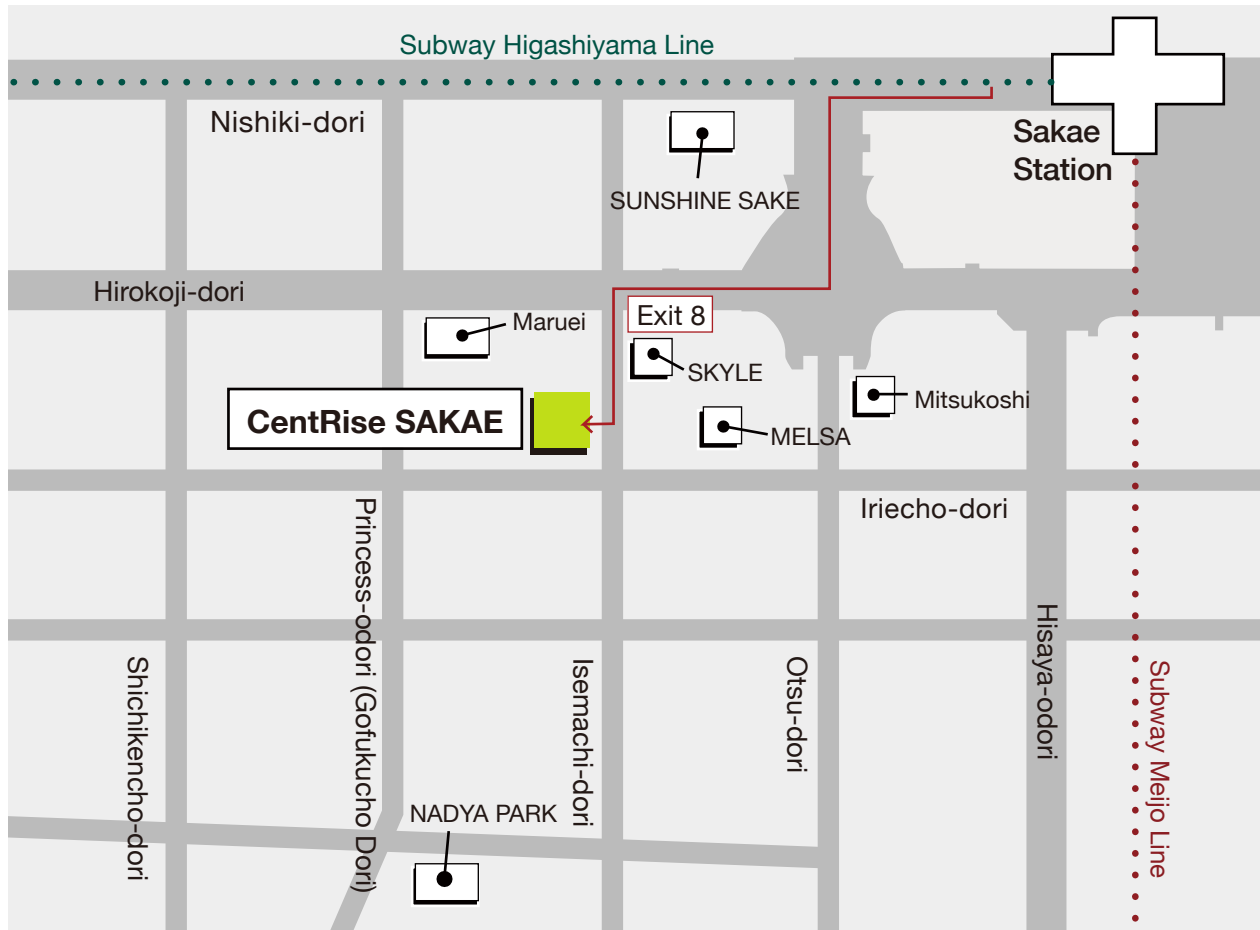 Subway Higashiyama Line
Nishiki-dori
Sakae
Station
SUNSHINE SAKE
Hirokoji-dori
Exit 8
Maruei
SKYLE
Mitsukoshi
CentRise SAKAE
MELSA
Iriecho-dori
Princess-odori (Gofukucho Dori)
Hisaya-odori
Shichikencho-dori
Isemachi-dori
Otsu-dori
Subway Meijo Line
NADYA PARK